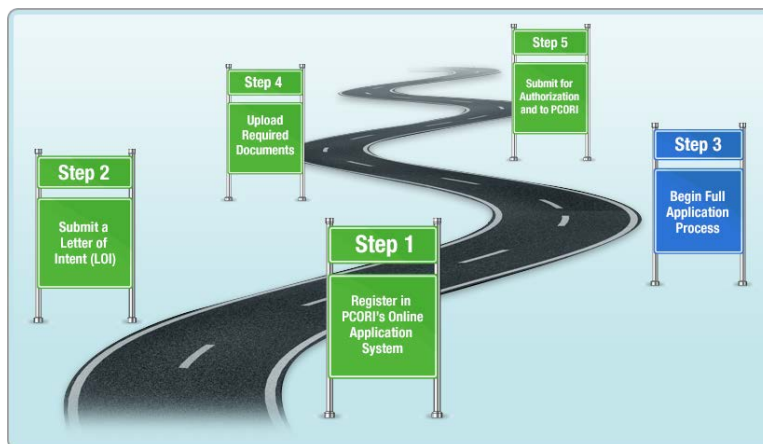 Step 1
Register in
PCORI's Online
Application
System
Step 2
Submit a
Letter of
Intent (LOI)
Step 3
Begin Full
Application
Process
Step 4
Upload
Required
Documents
Step 5
Submit for
Authorization
and to PCORI